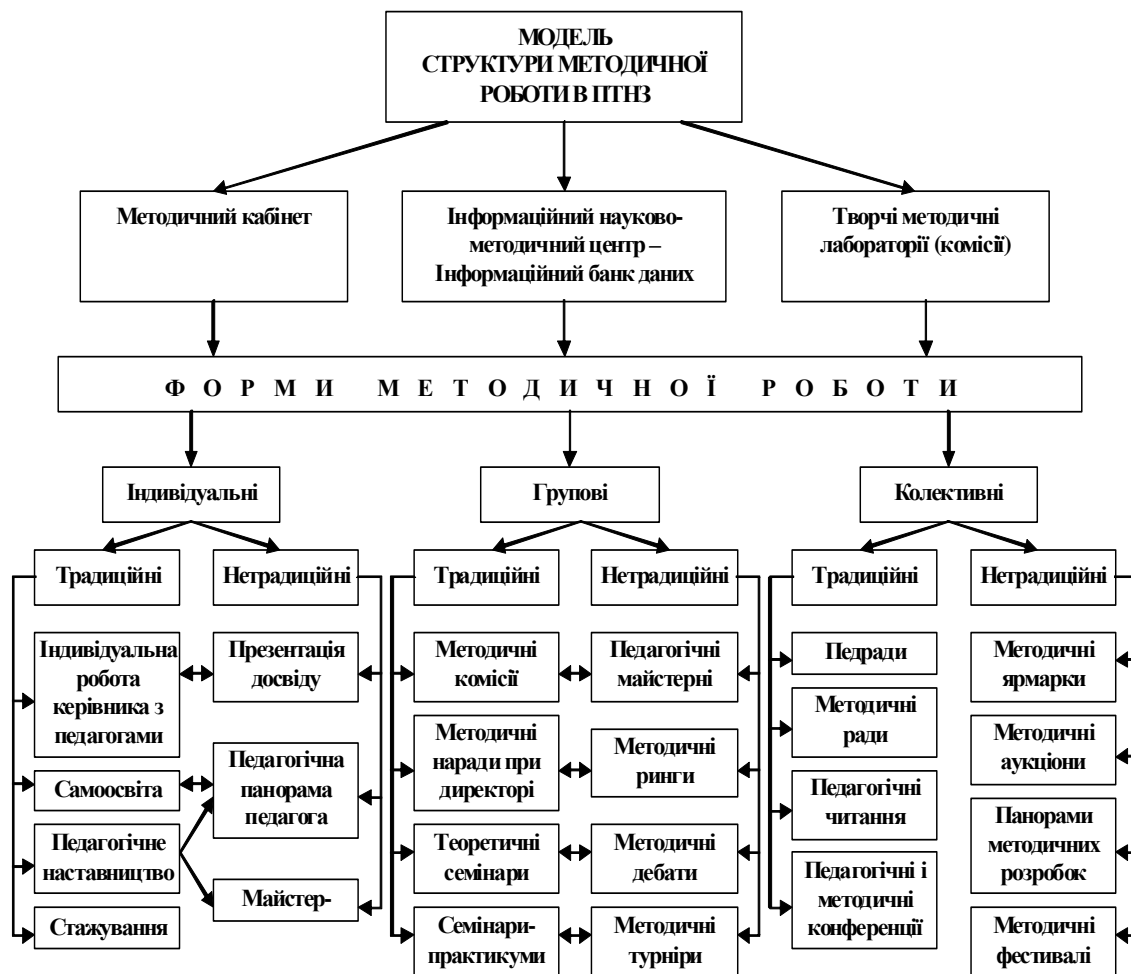 МОДЕЛЬ
СТРУКТУРИ МЕТОДИЧНОЇ
РОБОТИ В ПТНЗ
Методичний кабінет
Інформаційний науково-
методичний центр –
Інформаційний банк даних
Творчі методичні
лабораторії (комісії)
Ф О Р М И М Е Т О Д И Ч Н О Ї Р О Б О Т И
Індивідуальні
Групові
Колективні
Традиційні
Нетрадиційні
Традиційні
Нетрадиційні
Традиційні
Нетрадиційні
Індивідуальна
робота
керівника з
педагогами
Самоосвіта
Педагогічне
наставництво
Стажування
Презентація
досвіду
Педагогічна
панорама
педагога
Майстер-
Методичні
комісії
Методичні
наради при
директорі
Теоретичні
семінари
Семінари-
практикуми
Педагогічні
майстерні
Методичні
ринги
Методичні
дебати
Методичні
турніри
Педради
Методичні
ради
Педагогічні
читання
Педагогічні і
методичні
конференції
Методичні
ярмарки
Методичні
аукціони
Панорами
методичних
розробок
Методичні
фестивалі